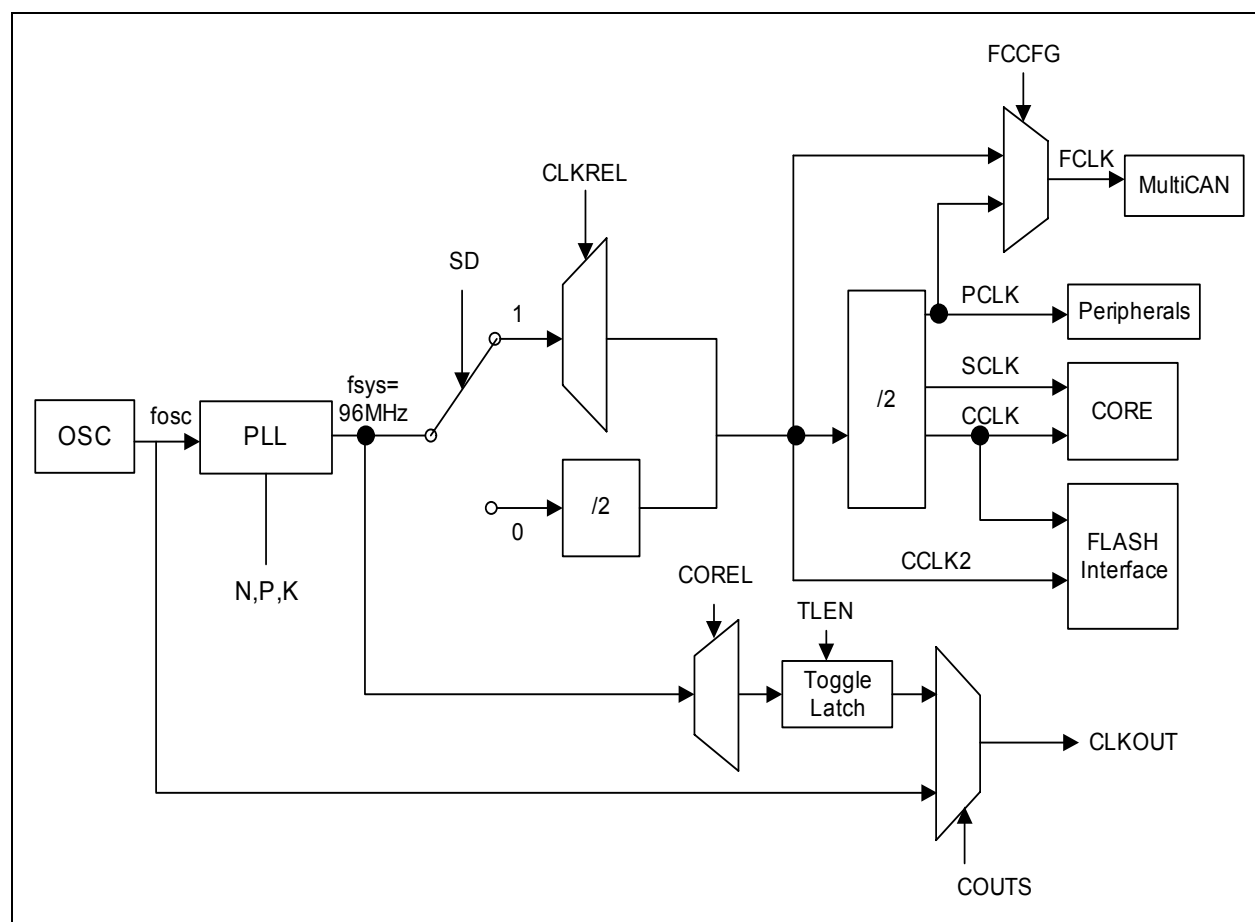 FCCFG
FCLK
MultiCAN
CLKREL
SD
1
PCLK
Peripherals
SCLK
fsys=
96MHz
/2
CORE
CCLK
OSC
fosc
PLL
/2
0
FLASH
Interface
CCLK2
N,P,K
COREL
TLEN
Toggle
Latch
CLKOUT
COUTS